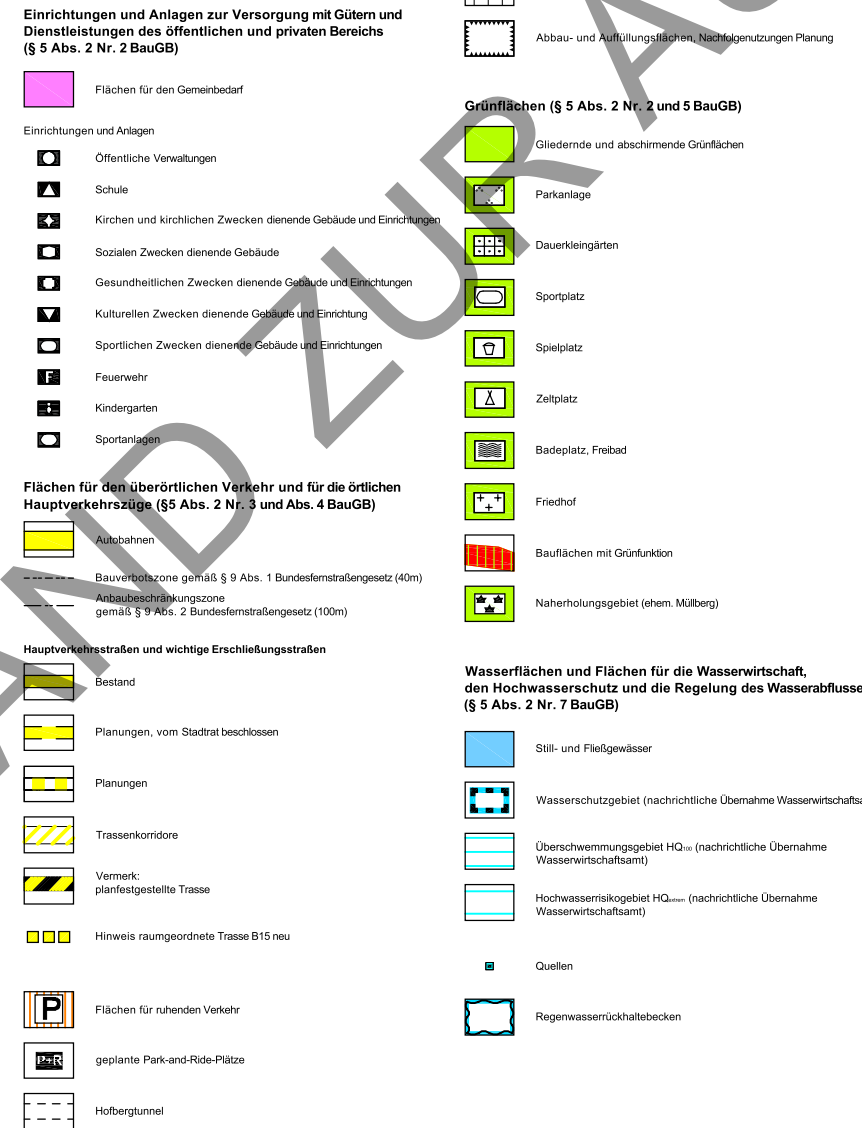 Einrichtungen und Anlagen zur Versorgung mit Gütern und
Dienstleistungen des öffentlichen und privaten Bereichs
(§ 5 Abs. 2 Nr. 2 BauGB)
Flächen für den Gemeinbedarf
Einrichtungen und Anlagen
Öffentliche Verwaltungen
Schule
Kirchen und kirchlichen Zwecken dienende Gebäude und Einrichtungen
Sozialen Zwecken dienende Gebäude
Gesundheitlichen Zwecken dienende Gebäude und Einrichtungen
Kulturellen Zwecken dienende Gebäude und Einrichtung
Sportlichen Zwecken dienende Gebäude und Einrichtungen
F Feuerwehr
Kindergarten
Sportanlagen
Flächen für den überörtlichen Verkehr und für die örtlichen
Hauptverkehrszüge (§5 Abs. 2 Nr. 3 und Abs. 4 BauGB)
Autobahnen
Bauverbotszone gemäß § 9 Abs. 1 Bundesfernstraßengesetz (40m)
Anbaubeschränkungszone
gemäß § 9 Abs. 2 Bundesfernstraßengesetz (100m)
Hauptverkehrsstraßen und wichtige Erschließungsstraßen
Bestand
Planungen, vom Stadtrat beschlossen
Planungen
Trassenkorridore
Vermerk:
planfestgestellte Trasse
Hinweis raumgeordnete Trasse B15 neu
P Flächen für ruhenden Verkehr
P+R geplante Park-and-Ride-Plätze
Hofbergtunnel
Abbau- und Auffüllungsflächen, Nachfolgenutzungen Planung
Grünflächen (§ 5 Abs. 2 Nr. 2 und 5 BauGB)
Gliedernde und abschirmende Grünflächen
Parkanlage
Dauerkleingärten
Sportplatz
Spielplatz
Zeltplatz
Badeplatz, Freibad
Friedhof
Bauflächen mit Grünfunktion
Naherholungsgebiet (ehem. Müllberg)
Wasserflächen und Flächen für die Wasserwirtschaft,
den Hochwasserschutz und die Regelung des Wasserabflusse
(§ 5 Abs. 2 Nr. 7 BauGB)
Still- und Fließgewässer
Wasserschutzgebiet (nachrichtliche Übernahme Wasserwirtschaftsa
Überschwemmungsgebiet HQ100 (nachrichtliche Übernahme
Wasserwirtschaftsamt)
Hochwasserrisikogebiet HQextrem (nachrichtliche Übernahme
Wasserwirtschaftsamt)
Quellen
Regenwasserrückhaltebecken
AND ZUR AU